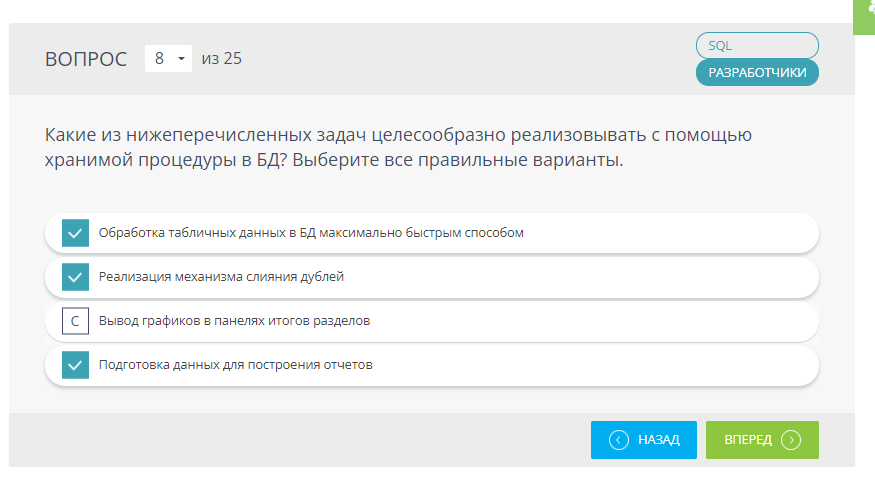 ВОПРОС 8 из 25
SQL
РАЗРАБОТЧИКИ
Какие из нижеперечисленных задач целесообразно реализовывать с помощью
хранимой процедуры в БД? Выберите все правильные варианты.
Обработка табличных данных в БД максимально быстрым способом
Реализация механизма слияния дублей
C Вывод графиков в панелях итогов разделов
Подготовка данных для построения отчетов
НАЗАД
ВПЕРЕД